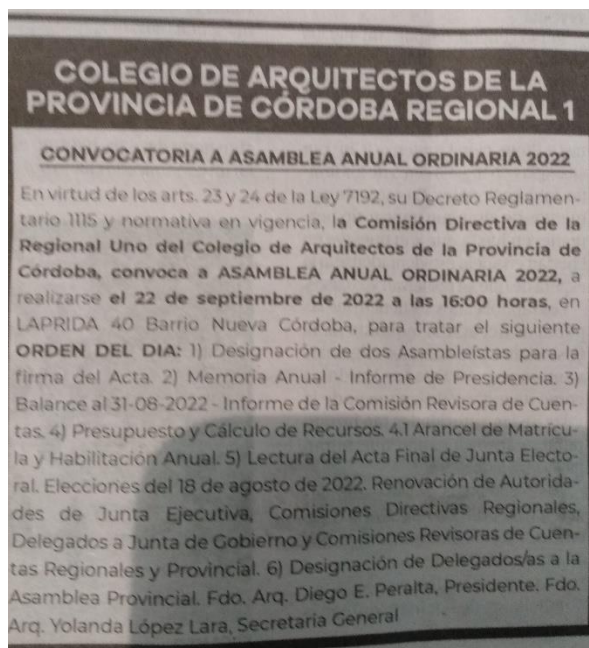 COLEGIO DE ARQUITECTOS DE LA
PROVINCIA DE CÓRDOBA REGIONAL 1
CONVOCATORIA A ASAMBLEA ANUAL ORDINARIA 2022
En virtud de los arts. 23 y 24 de la Ley 7192, su Decreto Reglamen-
tario 1115 y normativa en vigencia, la Comisión Directiva de la
Regional Uno del Colegio de Arquitectos de la Provincia de
Córdoba, convoca a ASAMBLEA ANUAL ORDINARIA 2022, a
realizarse el 22 de septiembre de 2022 a las 16:00 horas, en
LAPRIDA 40 Barrio Nueva Córdoba, para tratar el siguiente
ORDEN DEL DIA: 1) Designación de dos Asambleístas para la
firma del Acta. 2) Memoria Anual - Informe de Presidencia. 3)
Balance al 31-08-2022 - Informe de la Comisión Revisora de Cuen-
tas. 4) Presupuesto y Cálculo de Recursos. 4.1 Arancel de Matrícu-
la y Habilitación Anual. 5) Lectura del Acta Final de Junta Electo-
ral. Elecciones del 18 de agosto de 2022. Renovación de Autorida-
des de Junta Ejecutiva, Comisiones Directivas Regionales,
Delegados a Junta de Gobierno y Comisiones Revisoras de Cuen-
tas Regionales y Provincial. 6) Designación de Delegados/as a la
Asamblea Provincial. Fdo. Arq. Diego E. Peralta, Presidente. Fdo.
Arq. Yolanda López Lara, Secretaria General